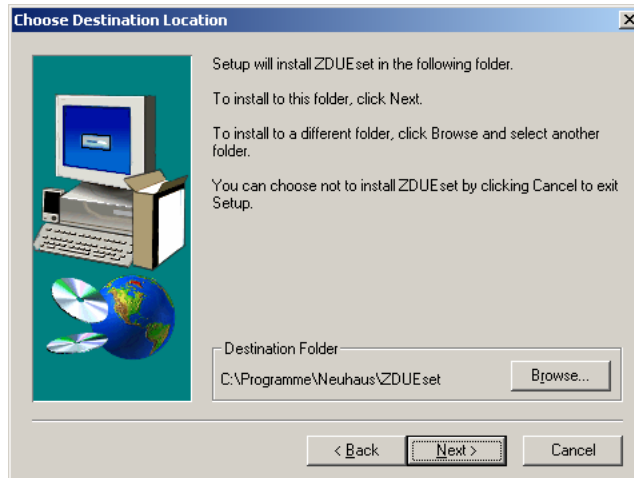 Choose Destination Location
Setup will install ZDUEset in the following folder.
To install to this folder, click Next.
To install to a different folder, click Browse and select another
folder.
You can choose not to install ZDUEset by clicking Cancel to exit
Setup.
Destination Folder
C:\Programme\Neuhaus\ZDUEset
Browse...
< Back
Next >
Cancel